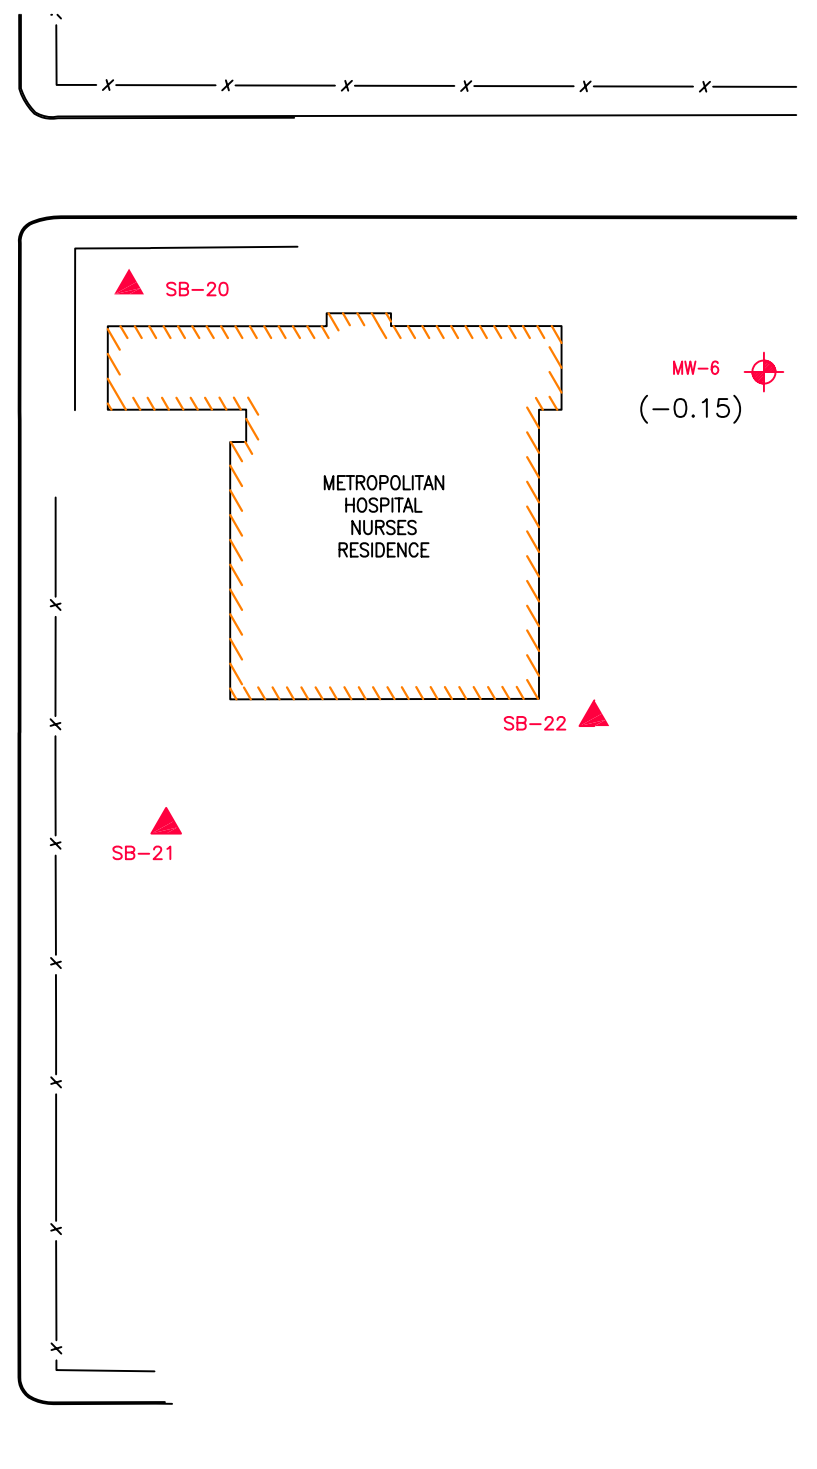 SB-20
MW-6
(-0.15)
METROPOLITAN
HOSPITAL
NURSES
RESIDENCE
SB-22
SB-21